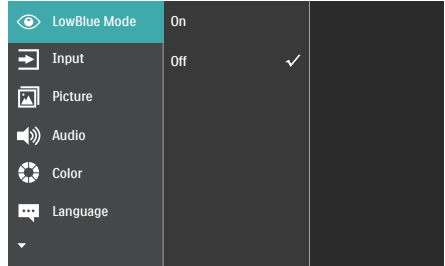 LowBlue Mode
On
Input
Off
Picture
Audio
Color
Language